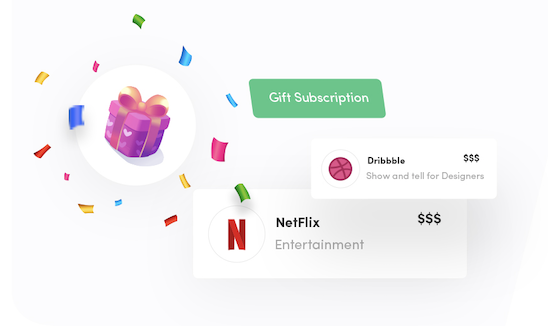 Gift Subscription
Dribbble $$$
Show and tell for Designers
N
NetFlix $$$
Entertainment